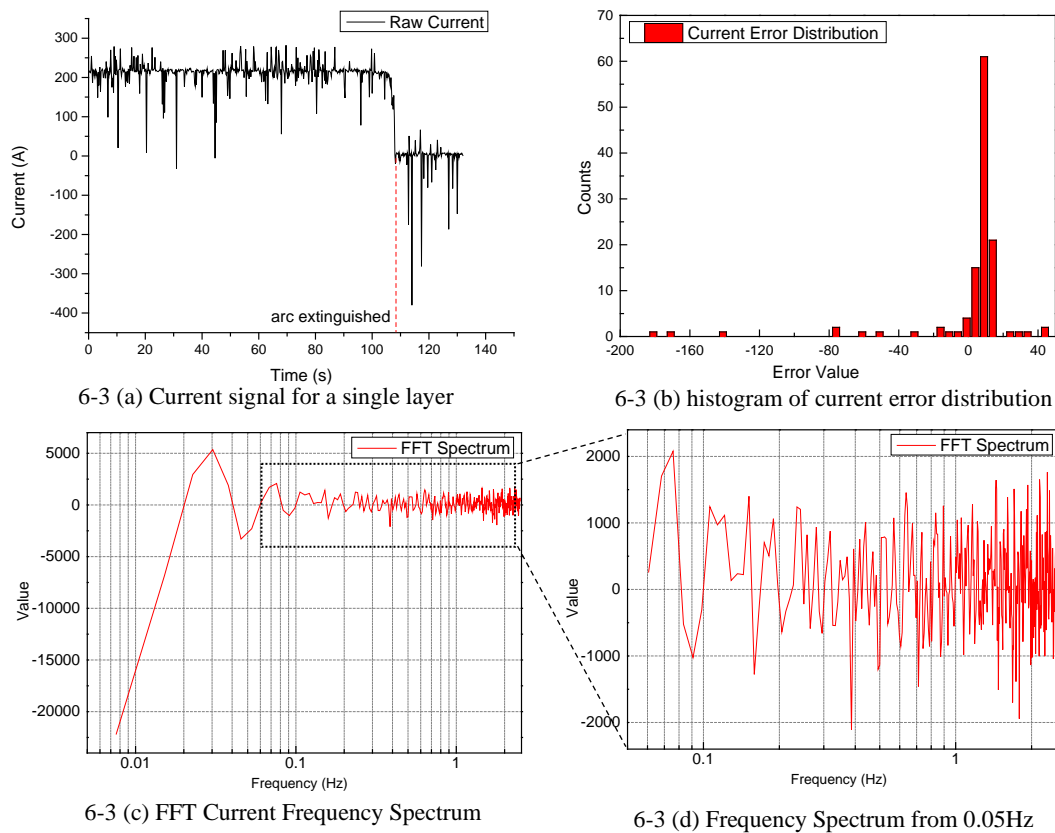 Raw Current
300
200
100
0
-100
-200
-300
-400
Current (A)
arc extinguished
0 20 40 60 80 100 120 140
Time (s)
6-3 (a) Current signal for a single layer
Current Error Distribution
70
60
50
40
30
20
10
0
Counts
-200 -160 -120 -80 -40 0 40
Error Value
6-3 (b) histogram of current error distribution
FFT Spectrum
5000
0
-5000
-10000
-15000
-20000
Value
0.01 0.1 1
Frequency (Hz)
6-3 (c) FFT Current Frequency Spectrum
FFT Spectrum
2000
1000
0
-1000
-2000
Value
0.1 1
Frequency (Hz)
6-3 (d) Frequency Spectrum from 0.05Hz